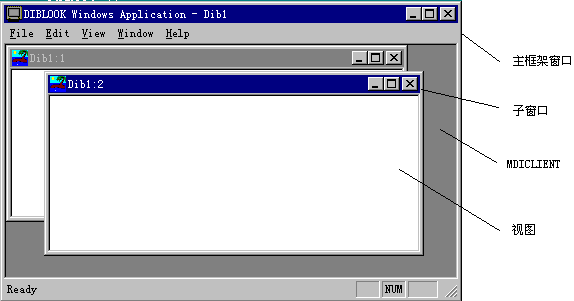 DIBLOOK Windows Application - Dib1
File Edit View Window Help
Dib1:1
Dib1:2
主框架窗口
子窗口
MDICLIENT
视图
Ready
NUM